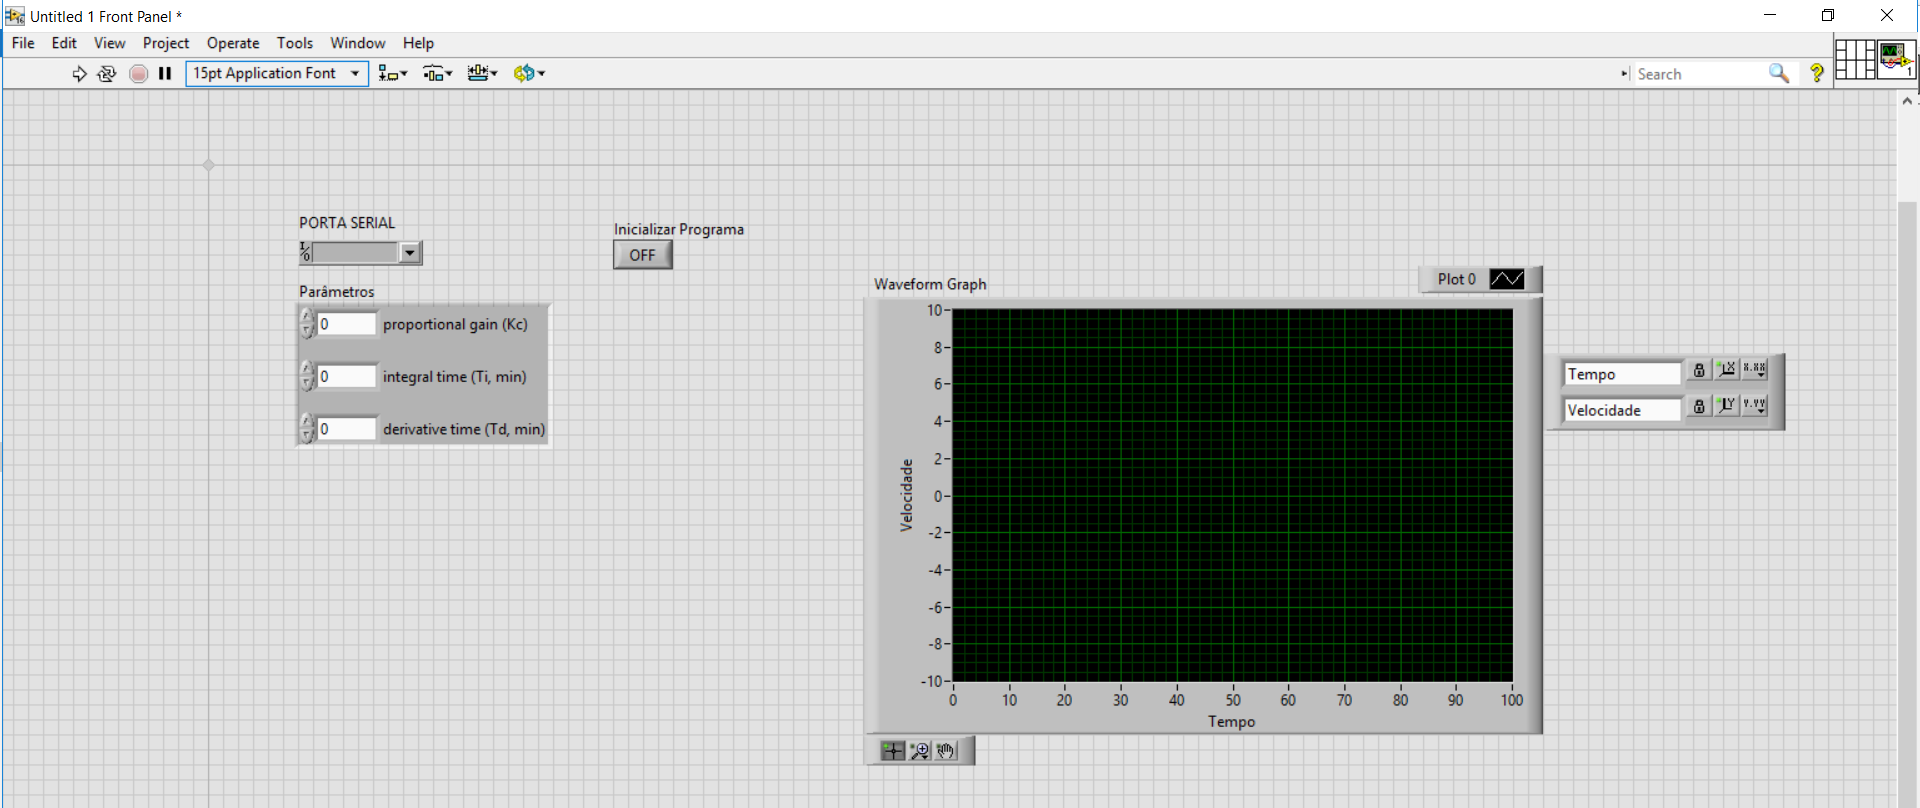 Untitled 1 Front Panel *
File Edit View Project Operate Tools Window Help
15pt Application Font
Search
?
1
PORTA SERIAL
Inicializar Programa
OFF
Parâmetros
0 proportional gain (Kc)
0 integral time (Ti, min)
0 derivative time (Td, min)
Waveform Graph
Plot 0
10
8
6
4
2
0
-2
-4
-6
-8
-10
Velocidade
0 10 20 30 40 50 60 70 80 90 100
Tempo
Tempo X X.XX
Velocidade Y Y.YY